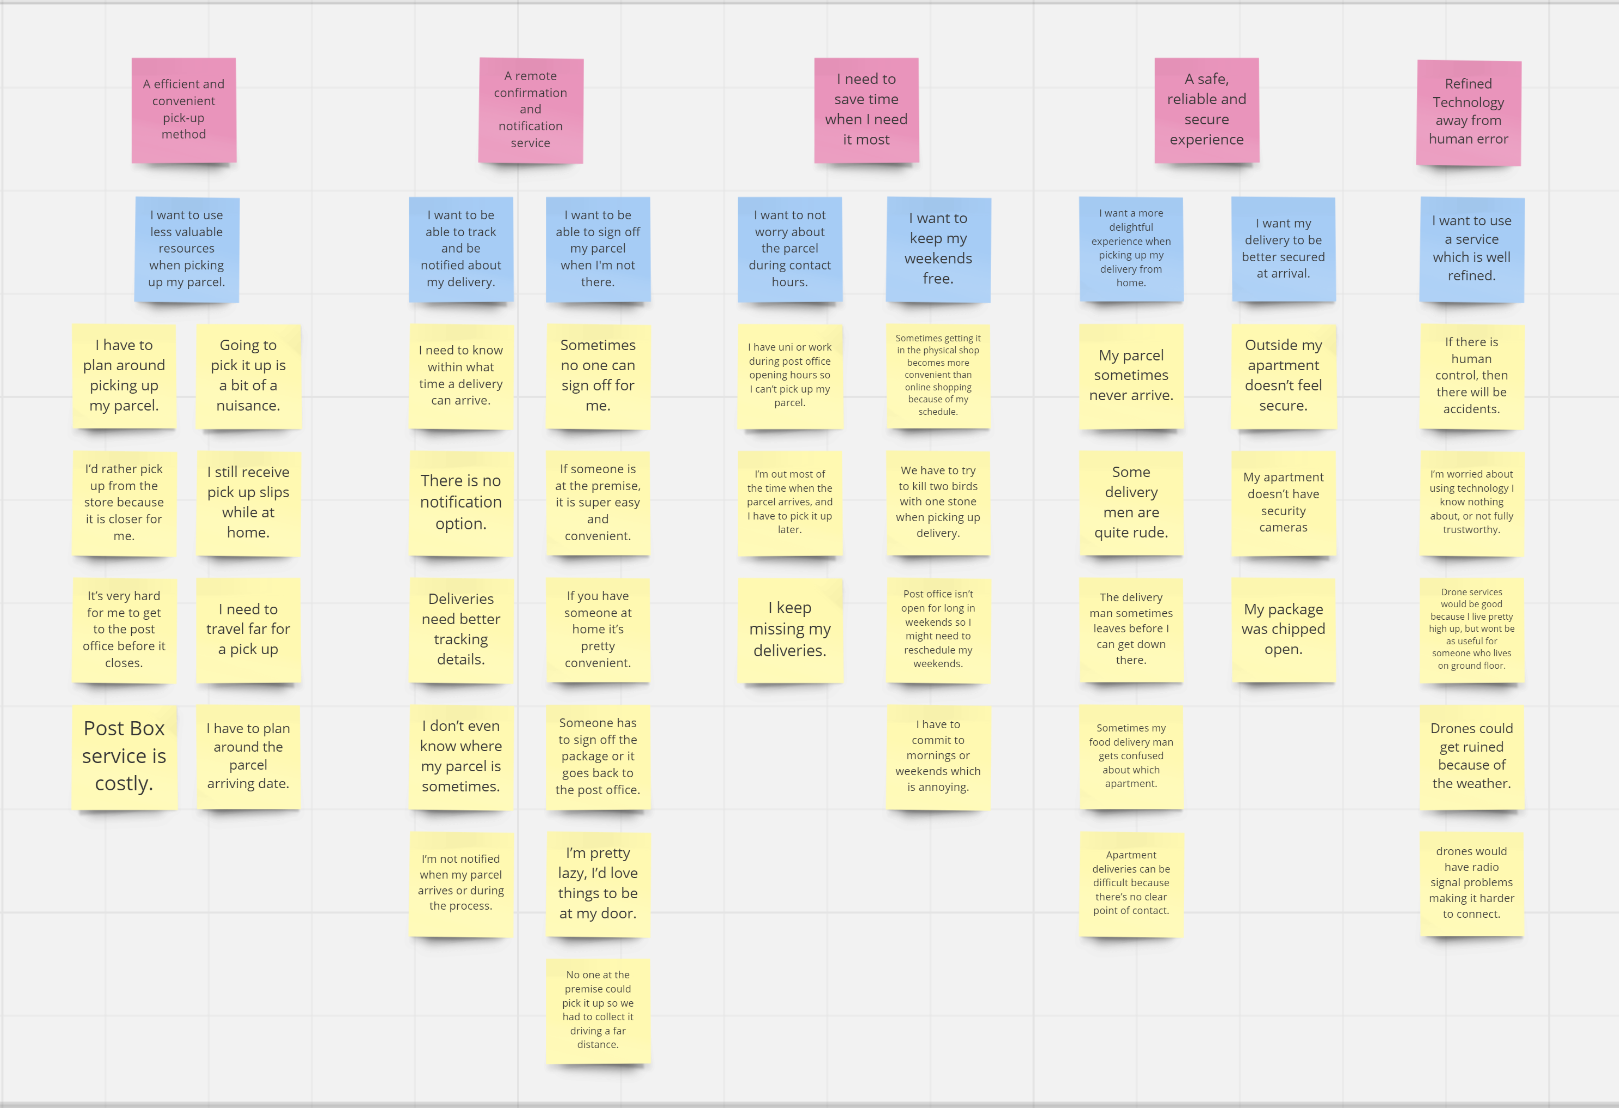 A efficient and
convenient
pick-up
method
A remote
confirmation
and
notification
service
I need to
save time
when I need
it most
A safe,
reliable and
secure
experience
Refined
Technology
away from
human error
I want to use
less valuable
resources
when picking
up my parcel.
I want to be
able to track
and be
notified about
my delivery.
I want to be
able to sign off
my parcel
when I'm not
there.
I want to not
worry about
the parcel
during contact
hours.
I want to
keep my
weekends
free.
I want a more
delightful
experience when
picking up my
delivery from
home.
I want my
delivery to be
better secured
at arrival.
I want to use
a service
which is well
refined.
I have to
plan around
picking up
my parcel.
Going to
pick it up is
a bit of a
nuisance.
I need to know
within what
time a delivery
can arrive.
Sometimes
no one can
sign off for
me.
I have uni or work
during post office
opening hours so
I can't pick up my
parcel.
Sometimes getting it
in the physical shop
becomes more
convenient than
online shopping
because of my
schedule.
My parcel
sometimes
never arrive.
Outside my
apartment
doesn't feel
secure.
If there is
human
control, then
there will be
accidents.
I'd rather pick
up from the
store because
it is closer for
me.
I still receive
pick up slips
while at
home.
There is no
notification
option.
If someone is
at the premise,
it is super easy
and
convenient.
I'm out most of
the time when the
parcel arrives, and
I have to pick it up
later.
We have to try
to kill two birds
with one stone
when picking up
delivery.
Some
delivery
men are
quite rude.
My apartment
doesn't have
security
cameras
I'm worried about
using technology I
know nothing
about, or not fully
trustworthy.
It's very hard
for me to get
to the post
office before it
closes.
I need to
travel far for
a pick up
Deliveries
need better
tracking
details.
If you have
someone at
home it's
pretty
convenient.
I keep
missing my
deliveries.
Post office isn't
open for long in
weekends so I
might need to
reschedule my
weekends.
The delivery
man sometimes
leaves before I
can get down
there.
My package
was chipped
open.
Drone services
would be good
because I live pretty
high up, but wont be
as useful for
someone who lives
on ground floor.
Post Box
service is
costly.
I have to plan
around the
parcel
arriving date.
I don't even
know where
my parcel is
sometimes.
Someone has
to sign off the
package or it
goes back to
the post office.
I have to
commit to
mornings or
weekends which
is annoying.
Sometimes my
food delivery man
gets confused
about which
apartment.
Drones could
get ruined
because of
the weather.
I'm not notified
when my parcel
arrives or during
the process.
I'm pretty
lazy, I'd love
things to be
at my door.
Apartment
deliveries can be
difficult because
there's no clear
point of contact.
drones would
have radio
signal problems
making it harder
to connect.
No one at the
premise could
pick it up so we
had to collect it
driving a far
distance.